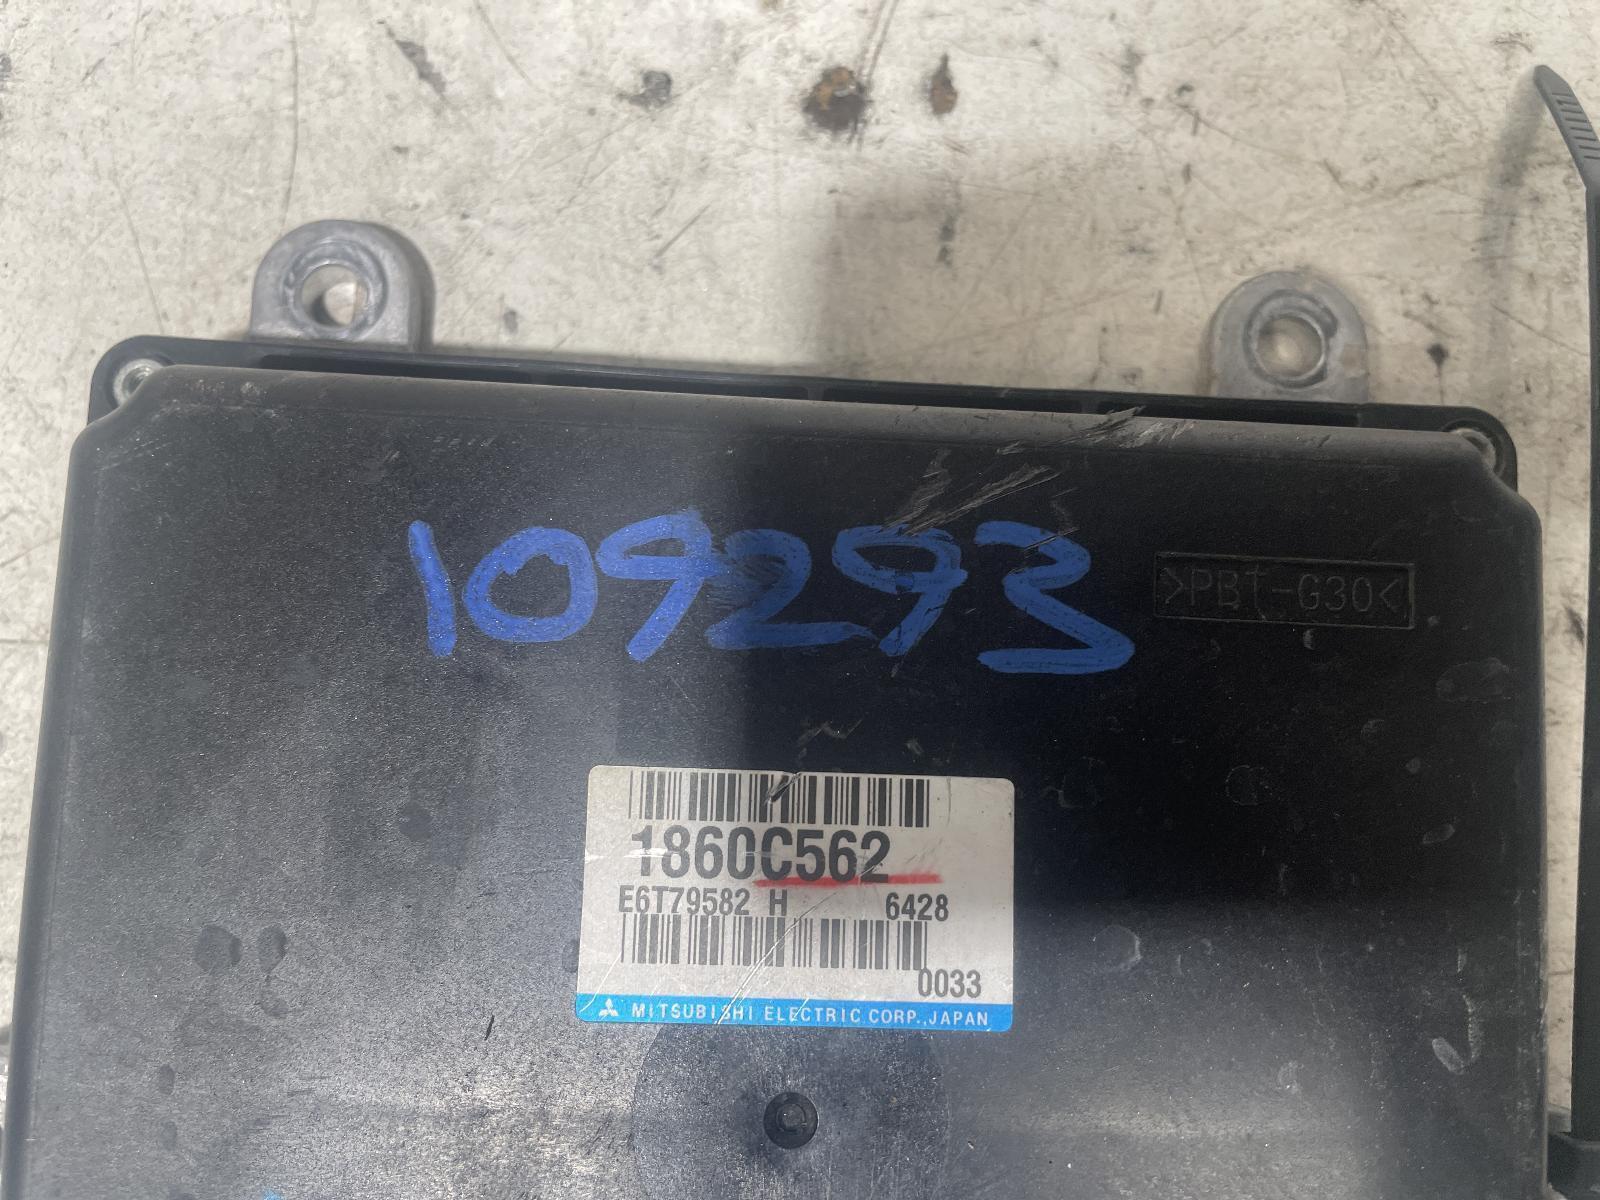 109293
>PBT-G30<
1860C562
E6T79582 H 6428
0033
MITSUBISHI ELECTRIC CORP.,JAPAN